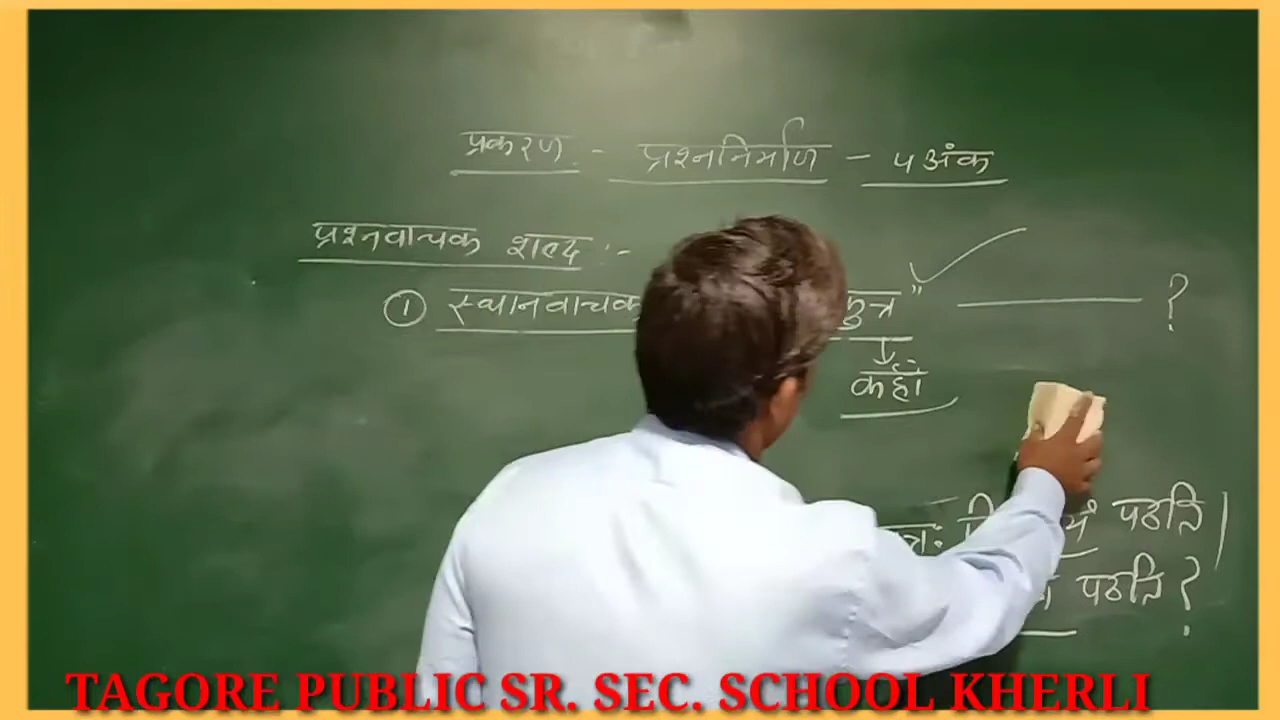 प्रकरण - प्रश्ननिर्माण - ५ अंक
प्रश्नवाचक शब्द :-
① स्थानवाचक कुत्र" ?
↓
कहाँ
पठति |
पठति ?
TAGORE PUBLIC SR. SEC. SCHOOL KHERLI